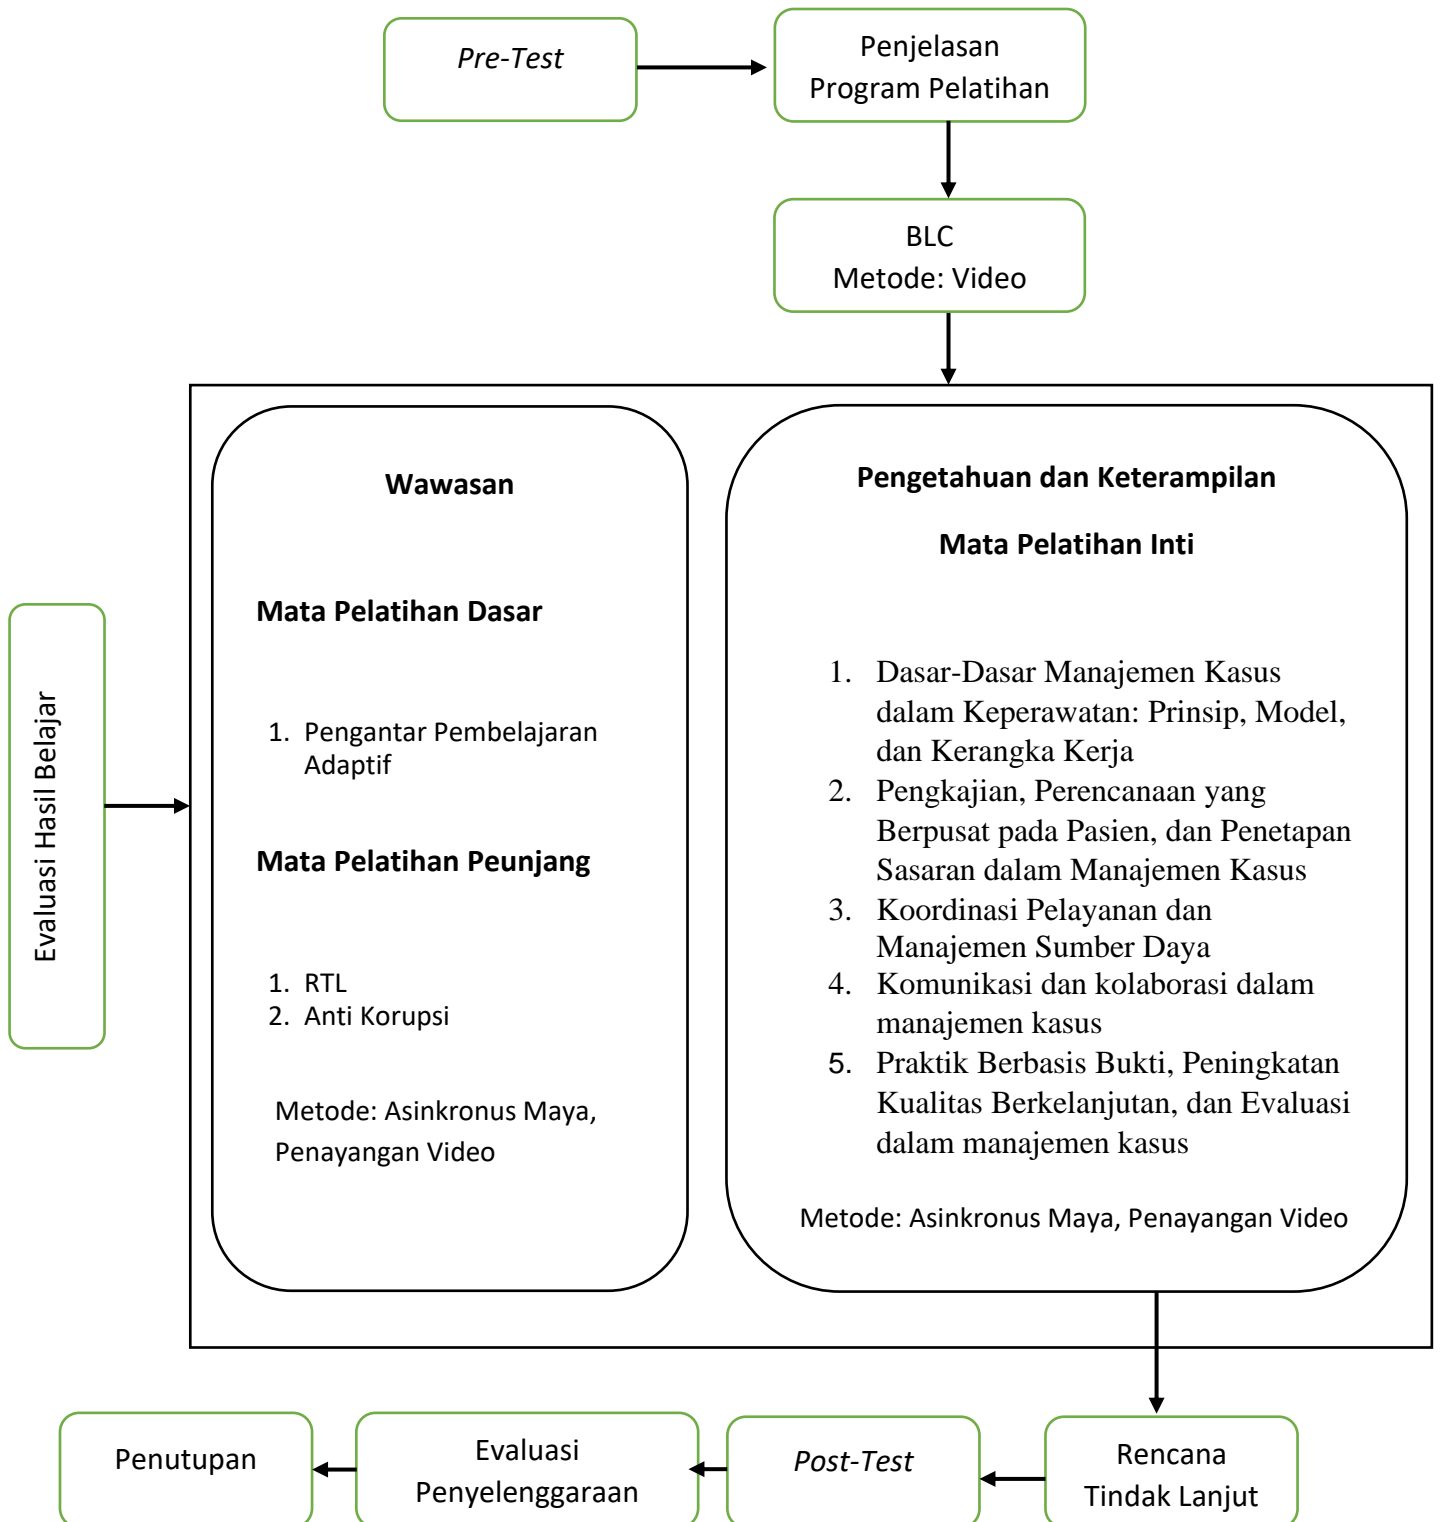 Pre-Test
Penjelasan
Program Pelatihan
BLC
Metode: Video
Evaluasi Hasil Belajar
Wawasan
Mata Pelatihan Dasar
1. Pengantar Pembelajaran
Adaptif
Mata Pelatihan Peunjang
1. RTL
2. Anti Korupsi
Metode: Asinkronus Maya,
Penayangan Video
Pengetahuan dan Keterampilan
Mata Pelatihan Inti
1. Dasar-Dasar Manajemen Kasus
dalam Keperawatan: Prinsip, Model,
dan Kerangka Kerja
2. Pengkajian, Perencanaan yang
Berpusat pada Pasien, dan Penetapan
Sasaran dalam Manajemen Kasus
3. Koordinasi Pelayanan dan
Manajemen Sumber Daya
4. Komunikasi dan kolaborasi dalam
manajemen kasus
5. Praktik Berbasis Bukti, Peningkatan
Kualitas Berkelanjutan, dan Evaluasi
dalam manajemen kasus
Metode: Asinkronus Maya, Penayangan Video
Rencana
Tindak Lanjut
Post-Test
Evaluasi
Penyelenggaraan
Penutupan